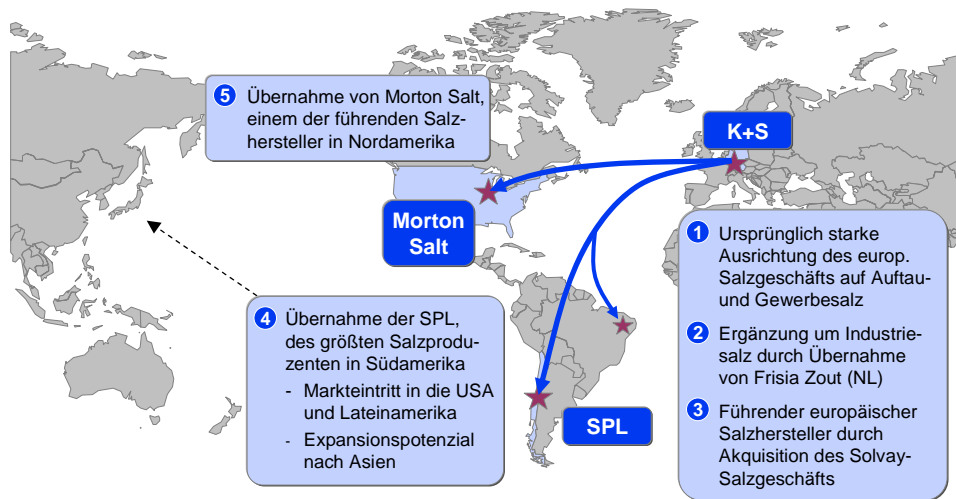 5 Übernahme von Morton Salt,
einem der führenden Salz-
hersteller in Nordamerika
K+S
Morton
Salt
1 Ursprünglich starke
Ausrichtung des europ.
Salzgeschäfts auf Auftau-
und Gewerbesalz
2 Ergänzung um Industrie-
salz durch Übernahme
von Frisia Zout (NL)
3 Führender europäischer
Salzhersteller durch
Akquisition des Solvay-
Salzgeschäfts
4 Übernahme der SPL,
des größten Salzprodu-
zenten in Südamerika
- Markteintritt in die USA
und Lateinamerika
- Expansionspotenzial
nach Asien
SPL